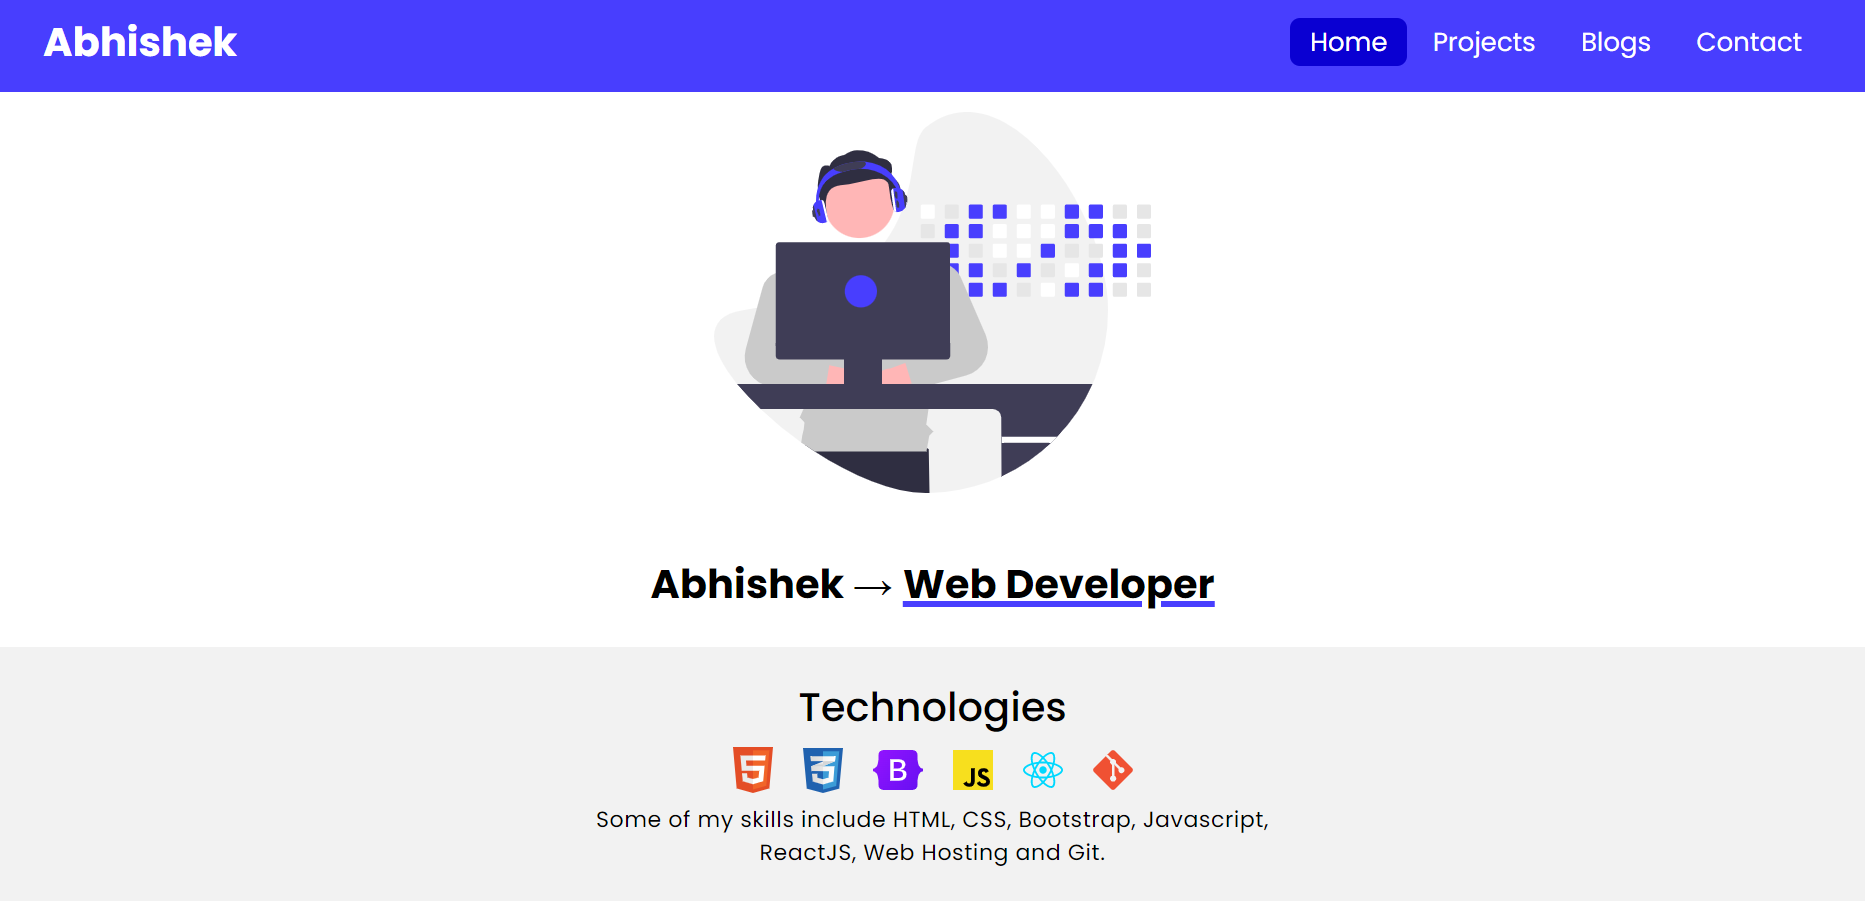 Abhishek
Home Projects Blogs Contact
Abhishek → Web Developer
Technologies
5 3 B JS
Some of my skills include HTML, CSS, Bootstrap, Javascript,
ReactJS, Web Hosting and Git.